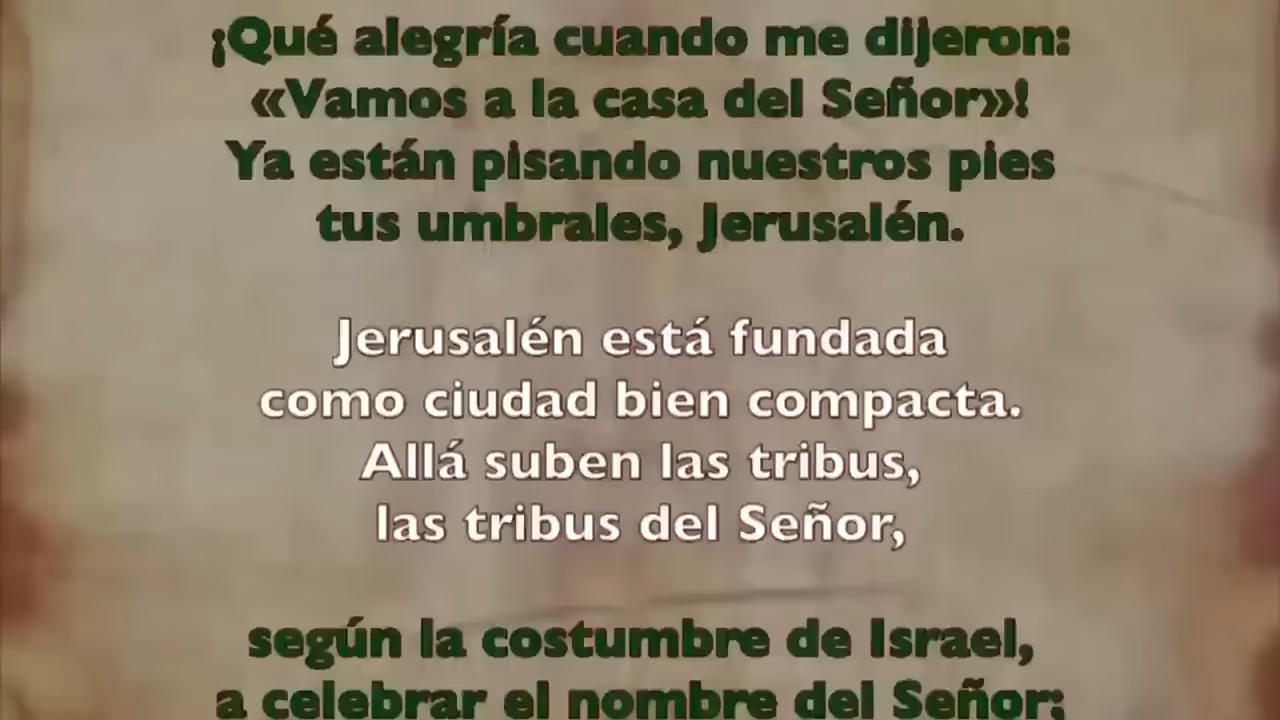 ¡Qué alegría cuando me dijeron:
«Vamos a la casa del Señor»!
Ya están pisando nuestros pies
tus umbrales, Jerusalén.
Jerusalén está fundada
como ciudad bien compacta.
Allá suben las tribus,
las tribus del Señor,
según la costumbre de Israel,
a celebrar el nombre del Señor;